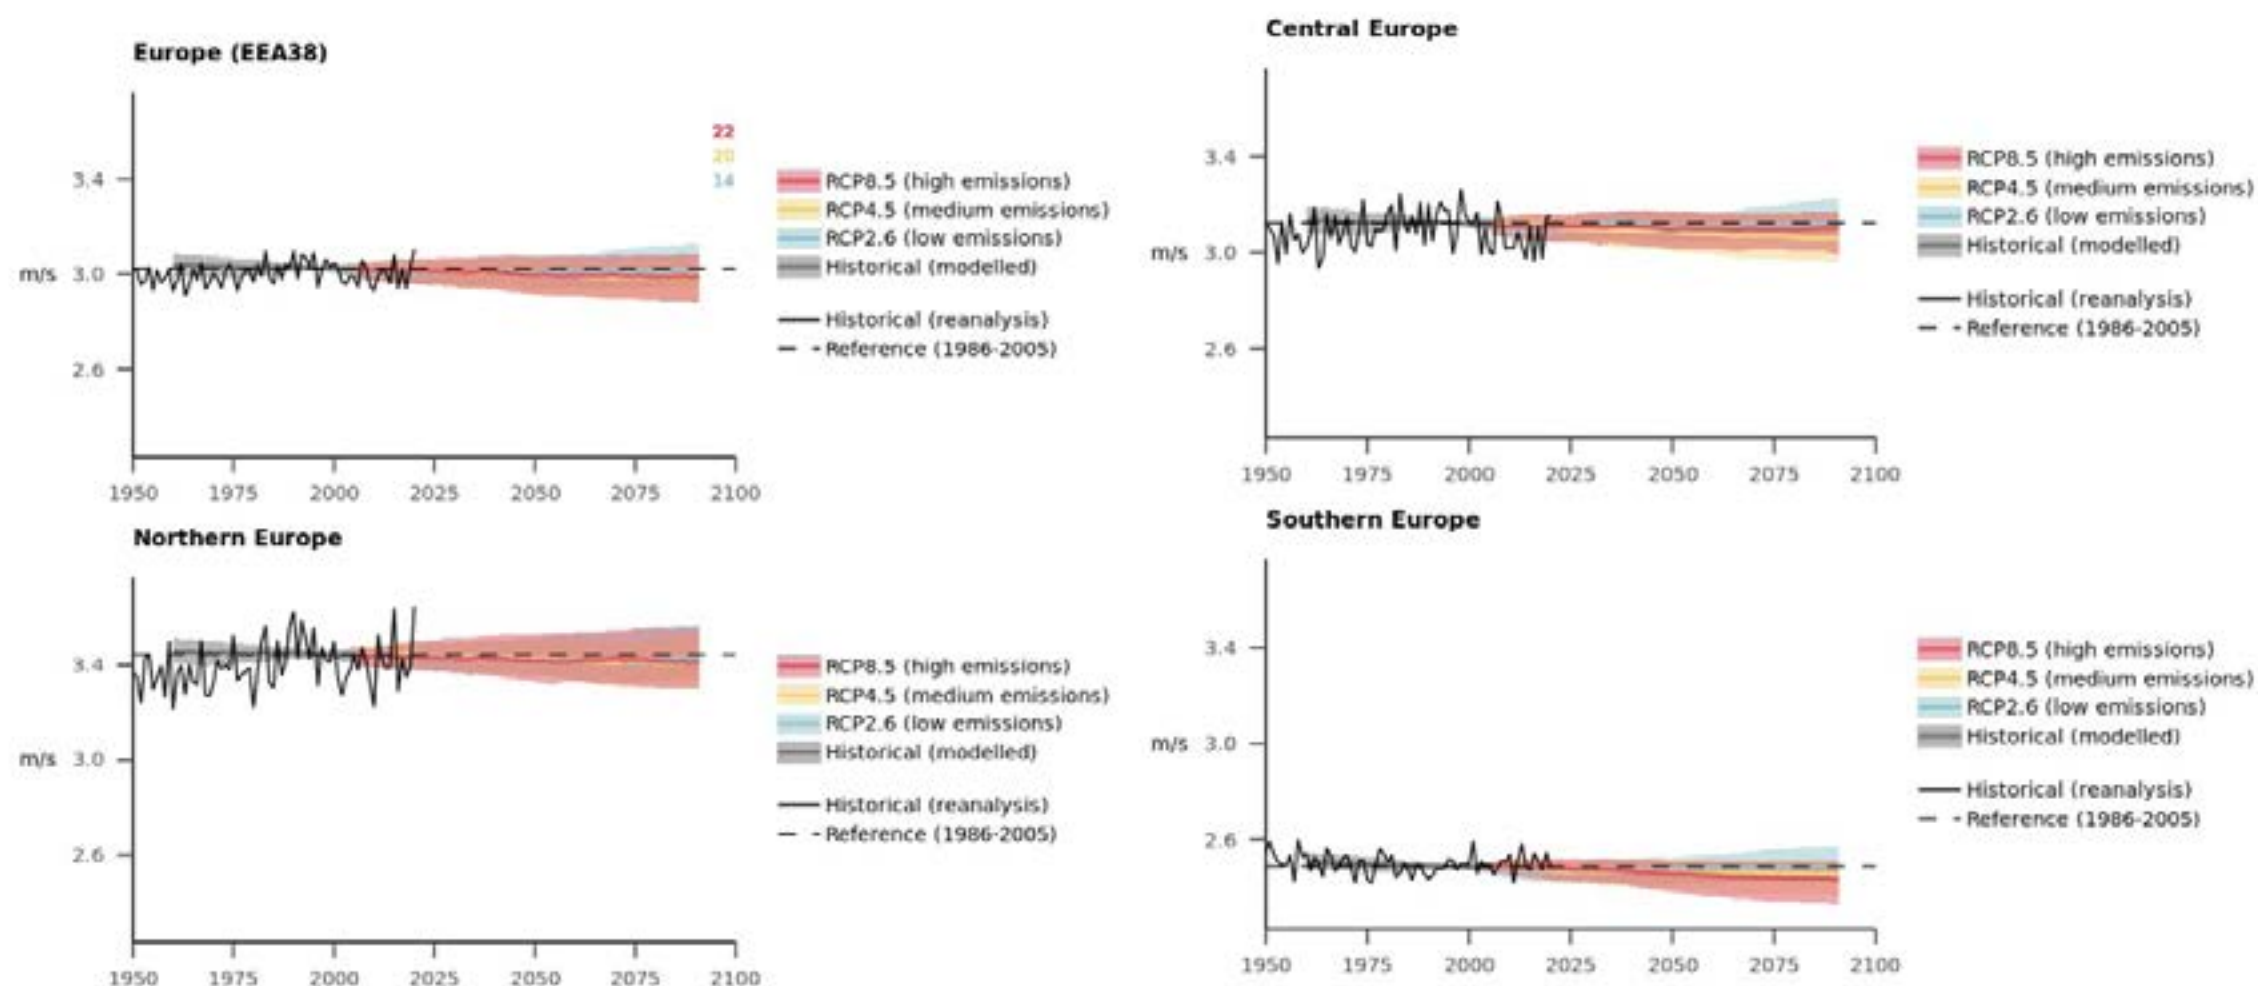 Europe (EEA38)
22
20
14
3.4
m/s 3.0
2.6
1950 1975 2000 2025 2050 2075 2100
RCP8.5 (high emissions)
RCP4.5 (medium emissions)
RCP2.6 (low emissions)
Historical (modelled)
Historical (reanalysis)
Reference (1986-2005)
Central Europe
3.4
m/s 3.0
2.6
1950 1975 2000 2025 2050 2075 2100
RCP8.5 (high emissions)
RCP4.5 (medium emissions)
RCP2.6 (low emissions)
Historical (modelled)
Historical (reanalysis)
Reference (1986-2005)
Northern Europe
3.4
m/s 3.0
2.6
1950 1975 2000 2025 2050 2075 2100
RCP8.5 (high emissions)
RCP4.5 (medium emissions)
RCP2.6 (low emissions)
Historical (modelled)
Historical (reanalysis)
Reference (1986-2005)
Southern Europe
3.4
m/s 3.0
2.6
1950 1975 2000 2025 2050 2075 2100
RCP8.5 (high emissions)
RCP4.5 (medium emissions)
RCP2.6 (low emissions)
Historical (modelled)
Historical (reanalysis)
Reference (1986-2005)